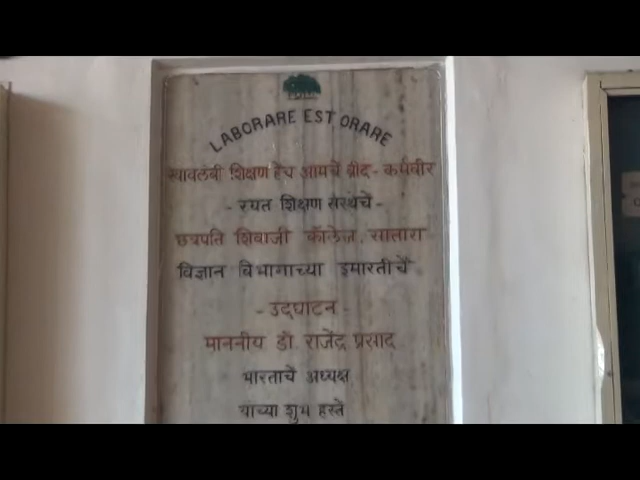 LABORARE EST ORARE
स्वावलंबी शिक्षण हेच आमचें ब्रीद - कर्मवीर
- रयत शिक्षण संस्थेचें -
छत्रपति शिवाजी कॉलेज, सातारा
विज्ञान विभागाच्या इमारतीचें
- उद्घाटन -
माननीय डॉ. राजेंद्र प्रसाद
भारताचें अध्यक्ष
यांच्या शुभ हस्ते